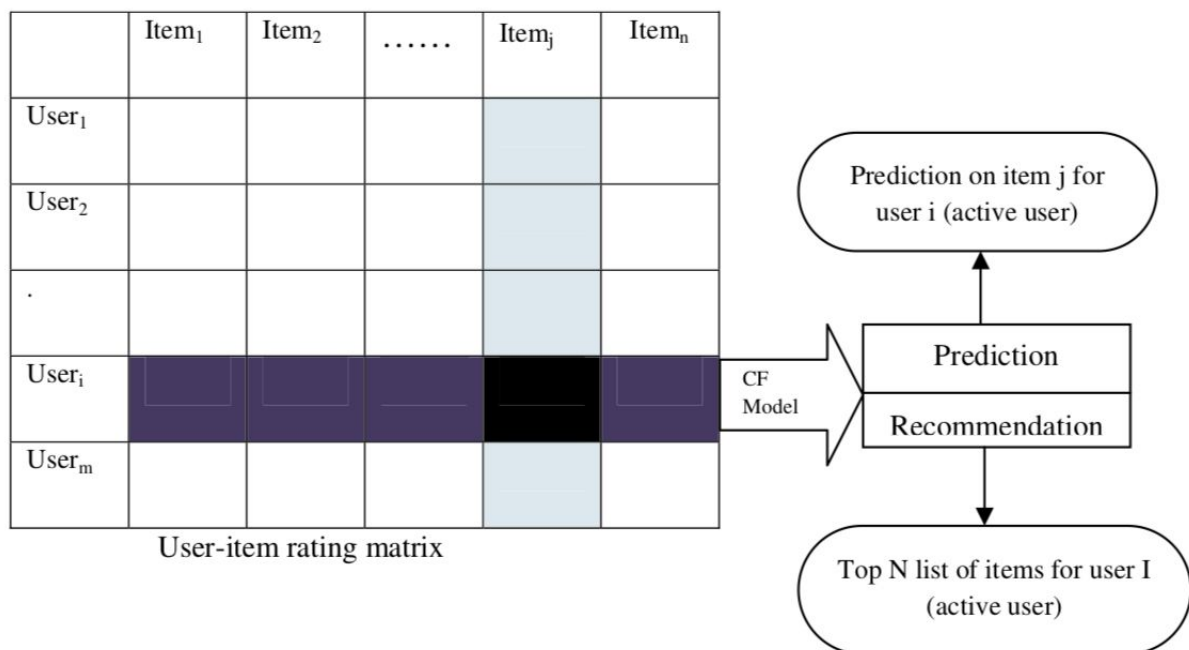 Item₁ Item₂ ...... Itemⱼ Itemₙ
User₁
User₂
.
Userᵢ
Userₘ
User-item rating matrix
CF
Model
Prediction on item j for
user i (active user)
Prediction
Recommendation
Top N list of items for user I
(active user)